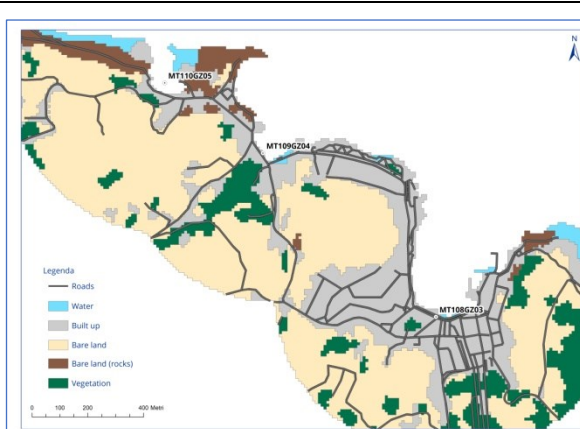 N
MT110GZ05
MT109GZ04
MT108GZ03
Legenda
Roads
Water
Built up
Bare land
Bare land (rocks)
Vegetation
0 100 200 400 Metri